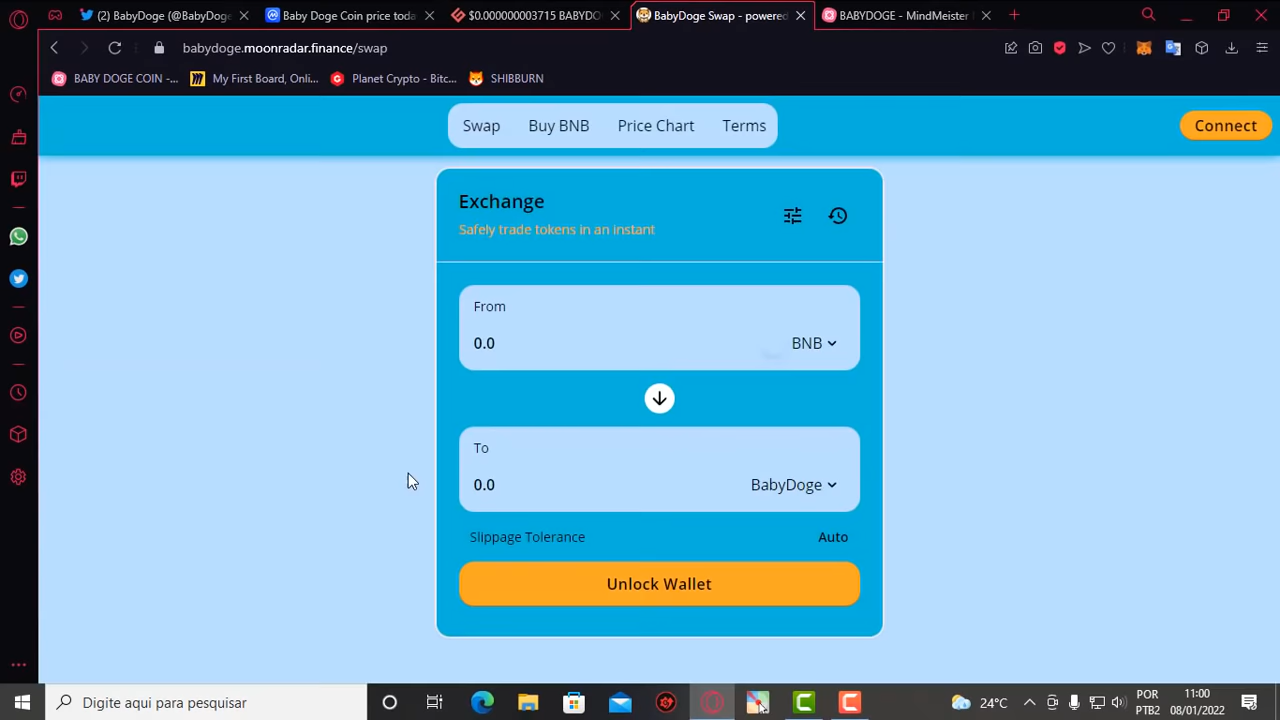 (2) BabyDoge (@BabyDoge
Baby Doge Coin price toda
$0.000000003715 BABYDO
BabyDoge Swap - powered
BABYDOGE - MindMeister
babydoge.moonradar.finance/swap
BABY DOGE COIN -...
My First Board, Onli...
Planet Crypto - Bitc...
SHIBBURN
Swap
Buy BNB
Price Chart
Terms
Connect
Exchange
Safely trade tokens in an instant
From
0.0
BNB
To
0.0
BabyDoge
Slippage Tolerance
Auto
Unlock Wallet
Digite aqui para pesquisar
24°C
POR
PTB2
11:00
08/01/2022